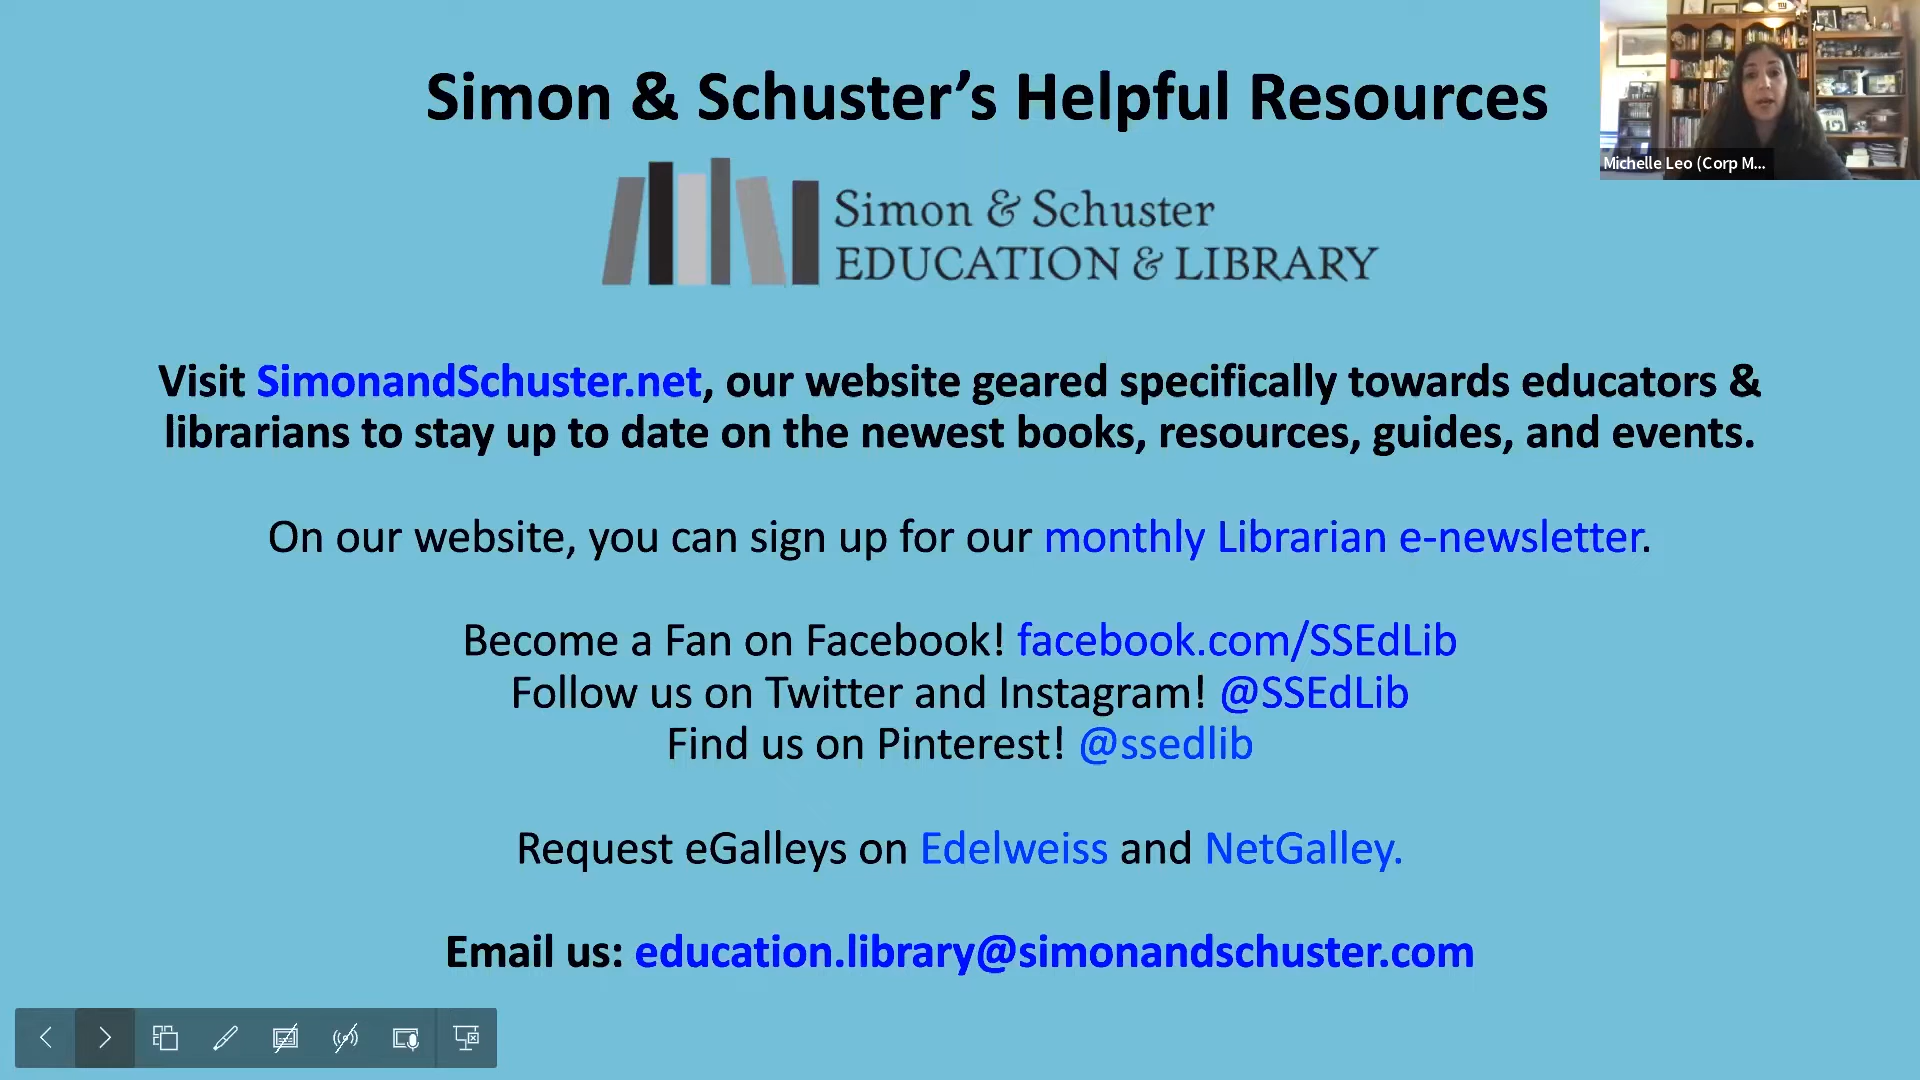 Simon & Schuster’s Helpful Resources
Michelle Leo (Corp M...
Simon & Schuster
EDUCATION & LIBRARY
Visit SimonandSchuster.net, our website geared specifically towards educators &
librarians to stay up to date on the newest books, resources, guides, and events.
On our website, you can sign up for our monthly Librarian e-newsletter.
Become a Fan on Facebook! facebook.com/SSEdLib
Follow us on Twitter and Instagram! @SSEdLib
Find us on Pinterest! @ssedlib
Request eGalleys on Edelweiss and NetGalley.
Email us: education.library@simonandschuster.com